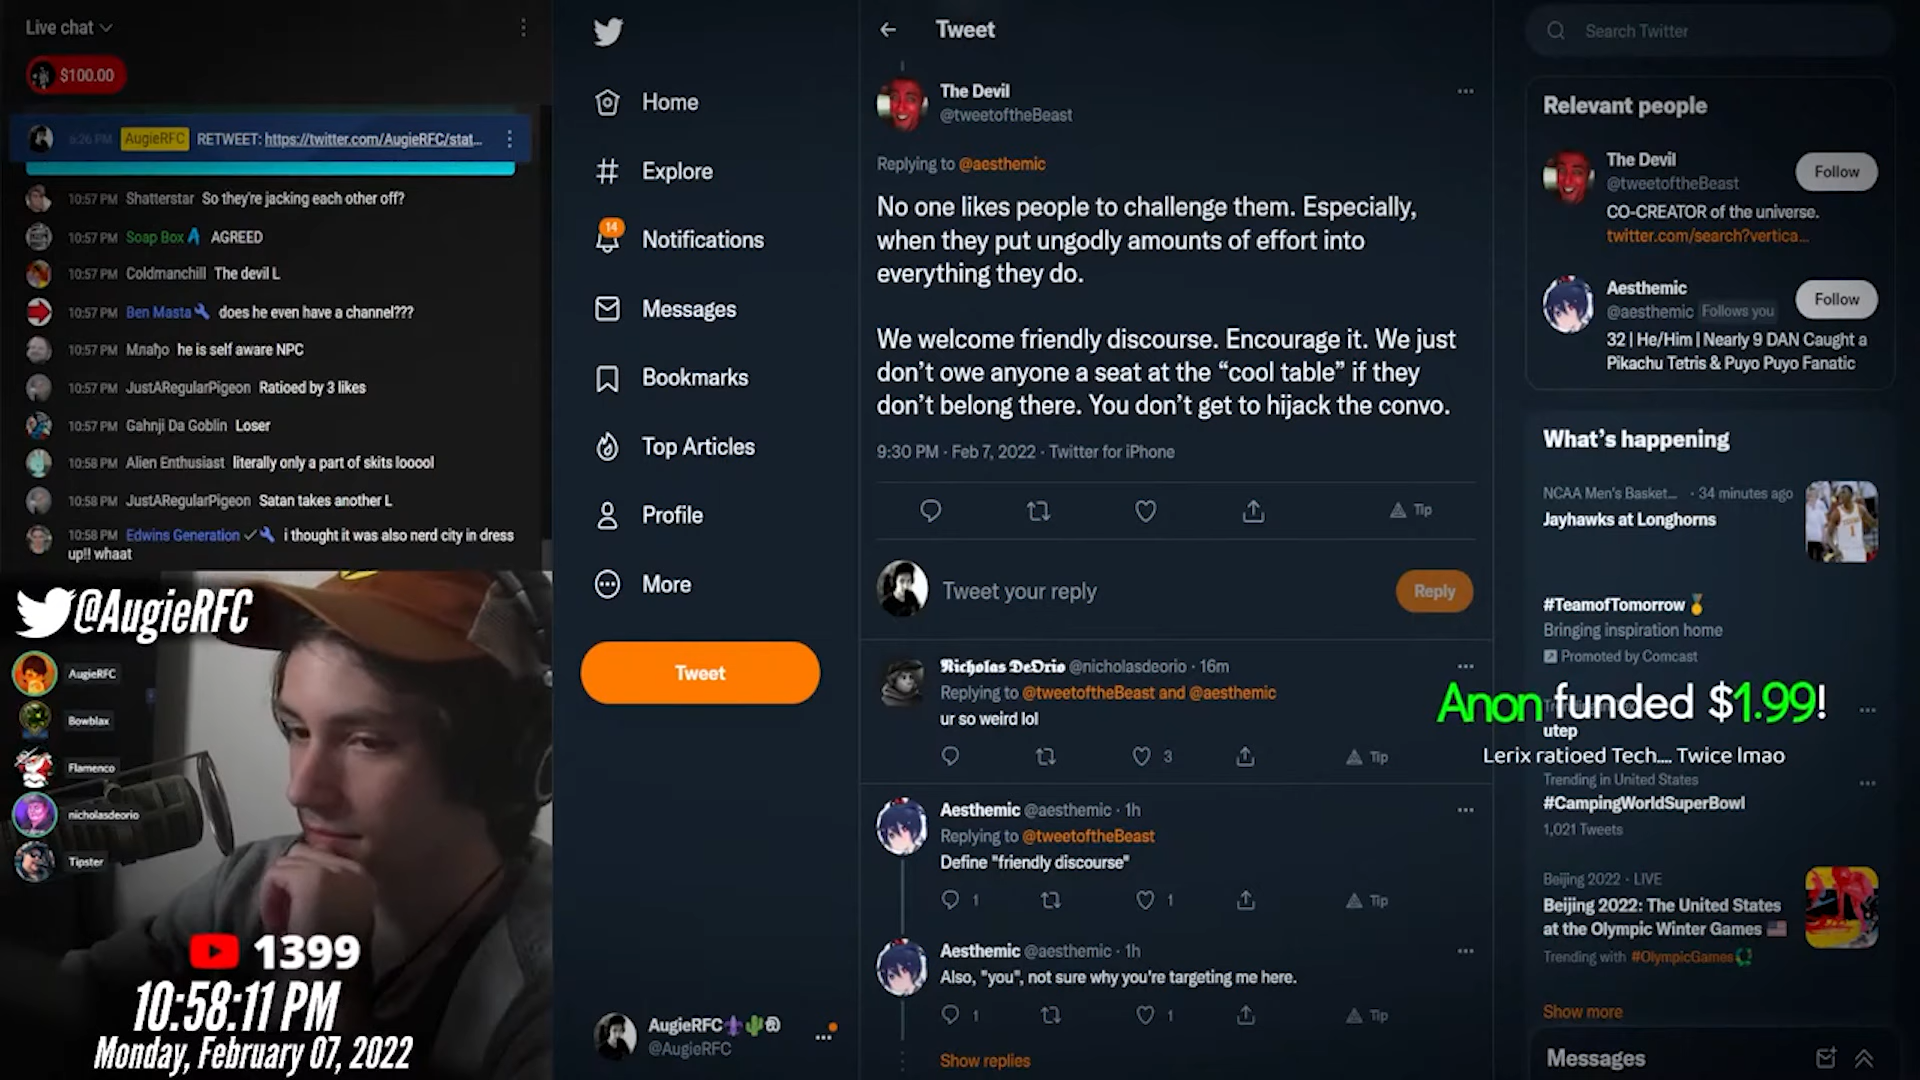 Live chat
$100.00
6:26 PM AugieRFC RETWEET: https://twitter.com/AugieRFC/stat...
10:57 PM Shatterstar So they're jacking each other off?
10:57 PM Soap Box AGREED
10:57 PM Coldmanchill The devil L
10:57 PM Ben Masta does he even have a channel???
10:57 PM Млађо he is self aware NPC
10:57 PM JustARegularPigeon Ratioed by 3 likes
10:57 PM Gahnji Da Goblin Loser
10:58 PM Alien Enthusiast literally only a part of skits looool
10:58 PM JustARegularPigeon Satan takes another L
10:58 PM Edwins Generation i thought it was also nerd city in dress
up!! whaat
@AugieRFC
AugieRFC
Bowblax
Flamenco
nicholasdeorio
Tipster
1399
10:58:11 PM
Monday, February 07, 2022
Home
Explore
14
Notifications
Messages
Bookmarks
Top Articles
Profile
More
Tweet
AugieRFC
@AugieRFC
Tweet
The Devil
@tweetoftheBeast
Replying to @aesthemic
No one likes people to challenge them. Especially,
when they put ungodly amounts of effort into
everything they do.
We welcome friendly discourse. Encourage it. We just
don't owe anyone a seat at the “cool table” if they
don't belong there. You don't get to hijack the convo.
9:30 PM · Feb 7, 2022 · Twitter for iPhone
Tip
Tweet your reply
Reply
Nicholas DeOrio @nicholasdeorio · 16m
Replying to @tweetoftheBeast and @aesthemic
ur so weird lol
3 Tip
Aesthemic @aesthemic · 1h
Replying to @tweetoftheBeast
Define "friendly discourse"
1 1 Tip
Aesthemic @aesthemic · 1h
Also, "you", not sure why you're targeting me here.
1 1 Tip
Show replies
Search Twitter
Relevant people
The Devil
@tweetoftheBeast
Follow
CO-CREATOR of the universe.
twitter.com/search?vertica...
Aesthemic
@aesthemic Follows you
Follow
32 | He/Him | Nearly 9 DAN Caught a
Pikachu Tetris & Puyo Puyo Fanatic
What's happening
NCAA Men's Basket... · 34 minutes ago
Jayhawks at Longhorns
#TeamofTomorrow
Bringing inspiration home
Promoted by Comcast
Anon funded $1.99!
utep
Lerix ratioed Tech.... Twice lmao
Trending in United States
#CampingWorldSuperBowl
1,021 Tweets
Beijing 2022 · LIVE
Beijing 2022: The United States
at the Olympic Winter Games
Trending with #OlympicGames
Show more
Messages